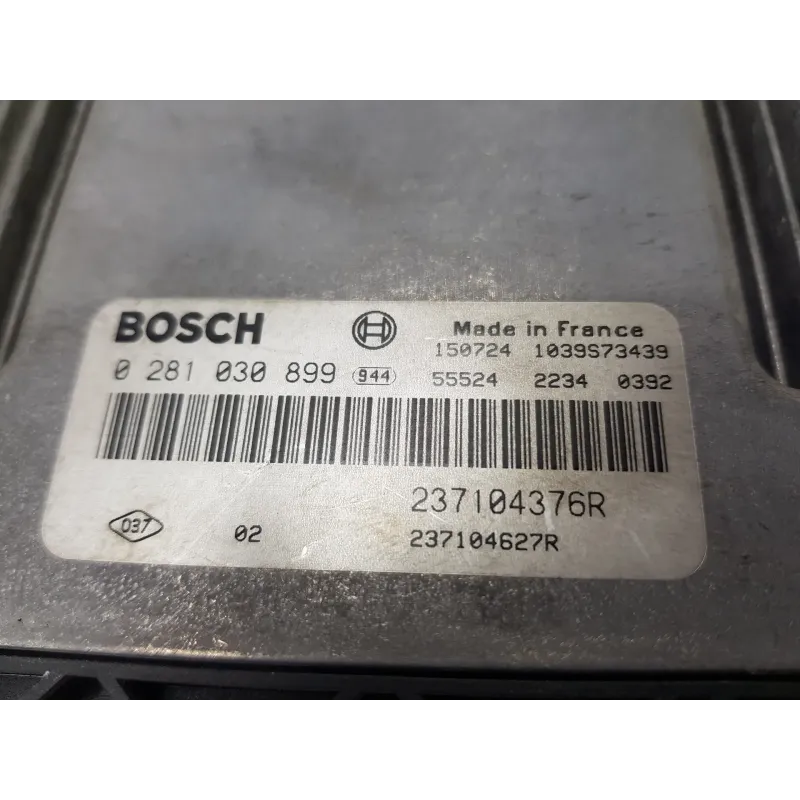 BOSCH Made in France
150724 1039S73439
0 281 030 899 944 55524 2234 0392
237104376R
037 02 237104627R